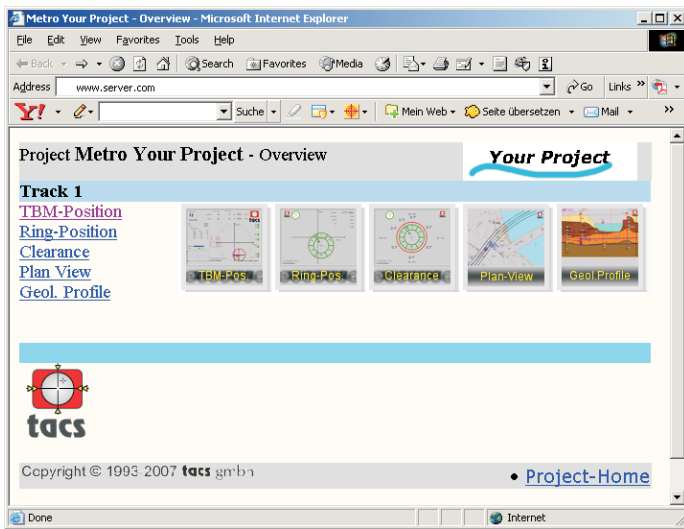 Metro Your Project - Overview - Microsoft Internet Explorer
File Edit View Favorites Tools Help
Back Search Favorites Media
Address www.server.com Go Links »
Y! Suche Mein Web Seite übersetzen Mail »
Project Metro Your Project - Overview
Your Project
Track 1
TBM-Position
Ring-Position
Clearance
Plan View
Geol. Profile
TBM-Pos. Ring-Pos. Clearance Plan-View Geol.Profile
tacs
Copyright © 1993-2007 tacs gmbh
• Project-Home
Done Internet